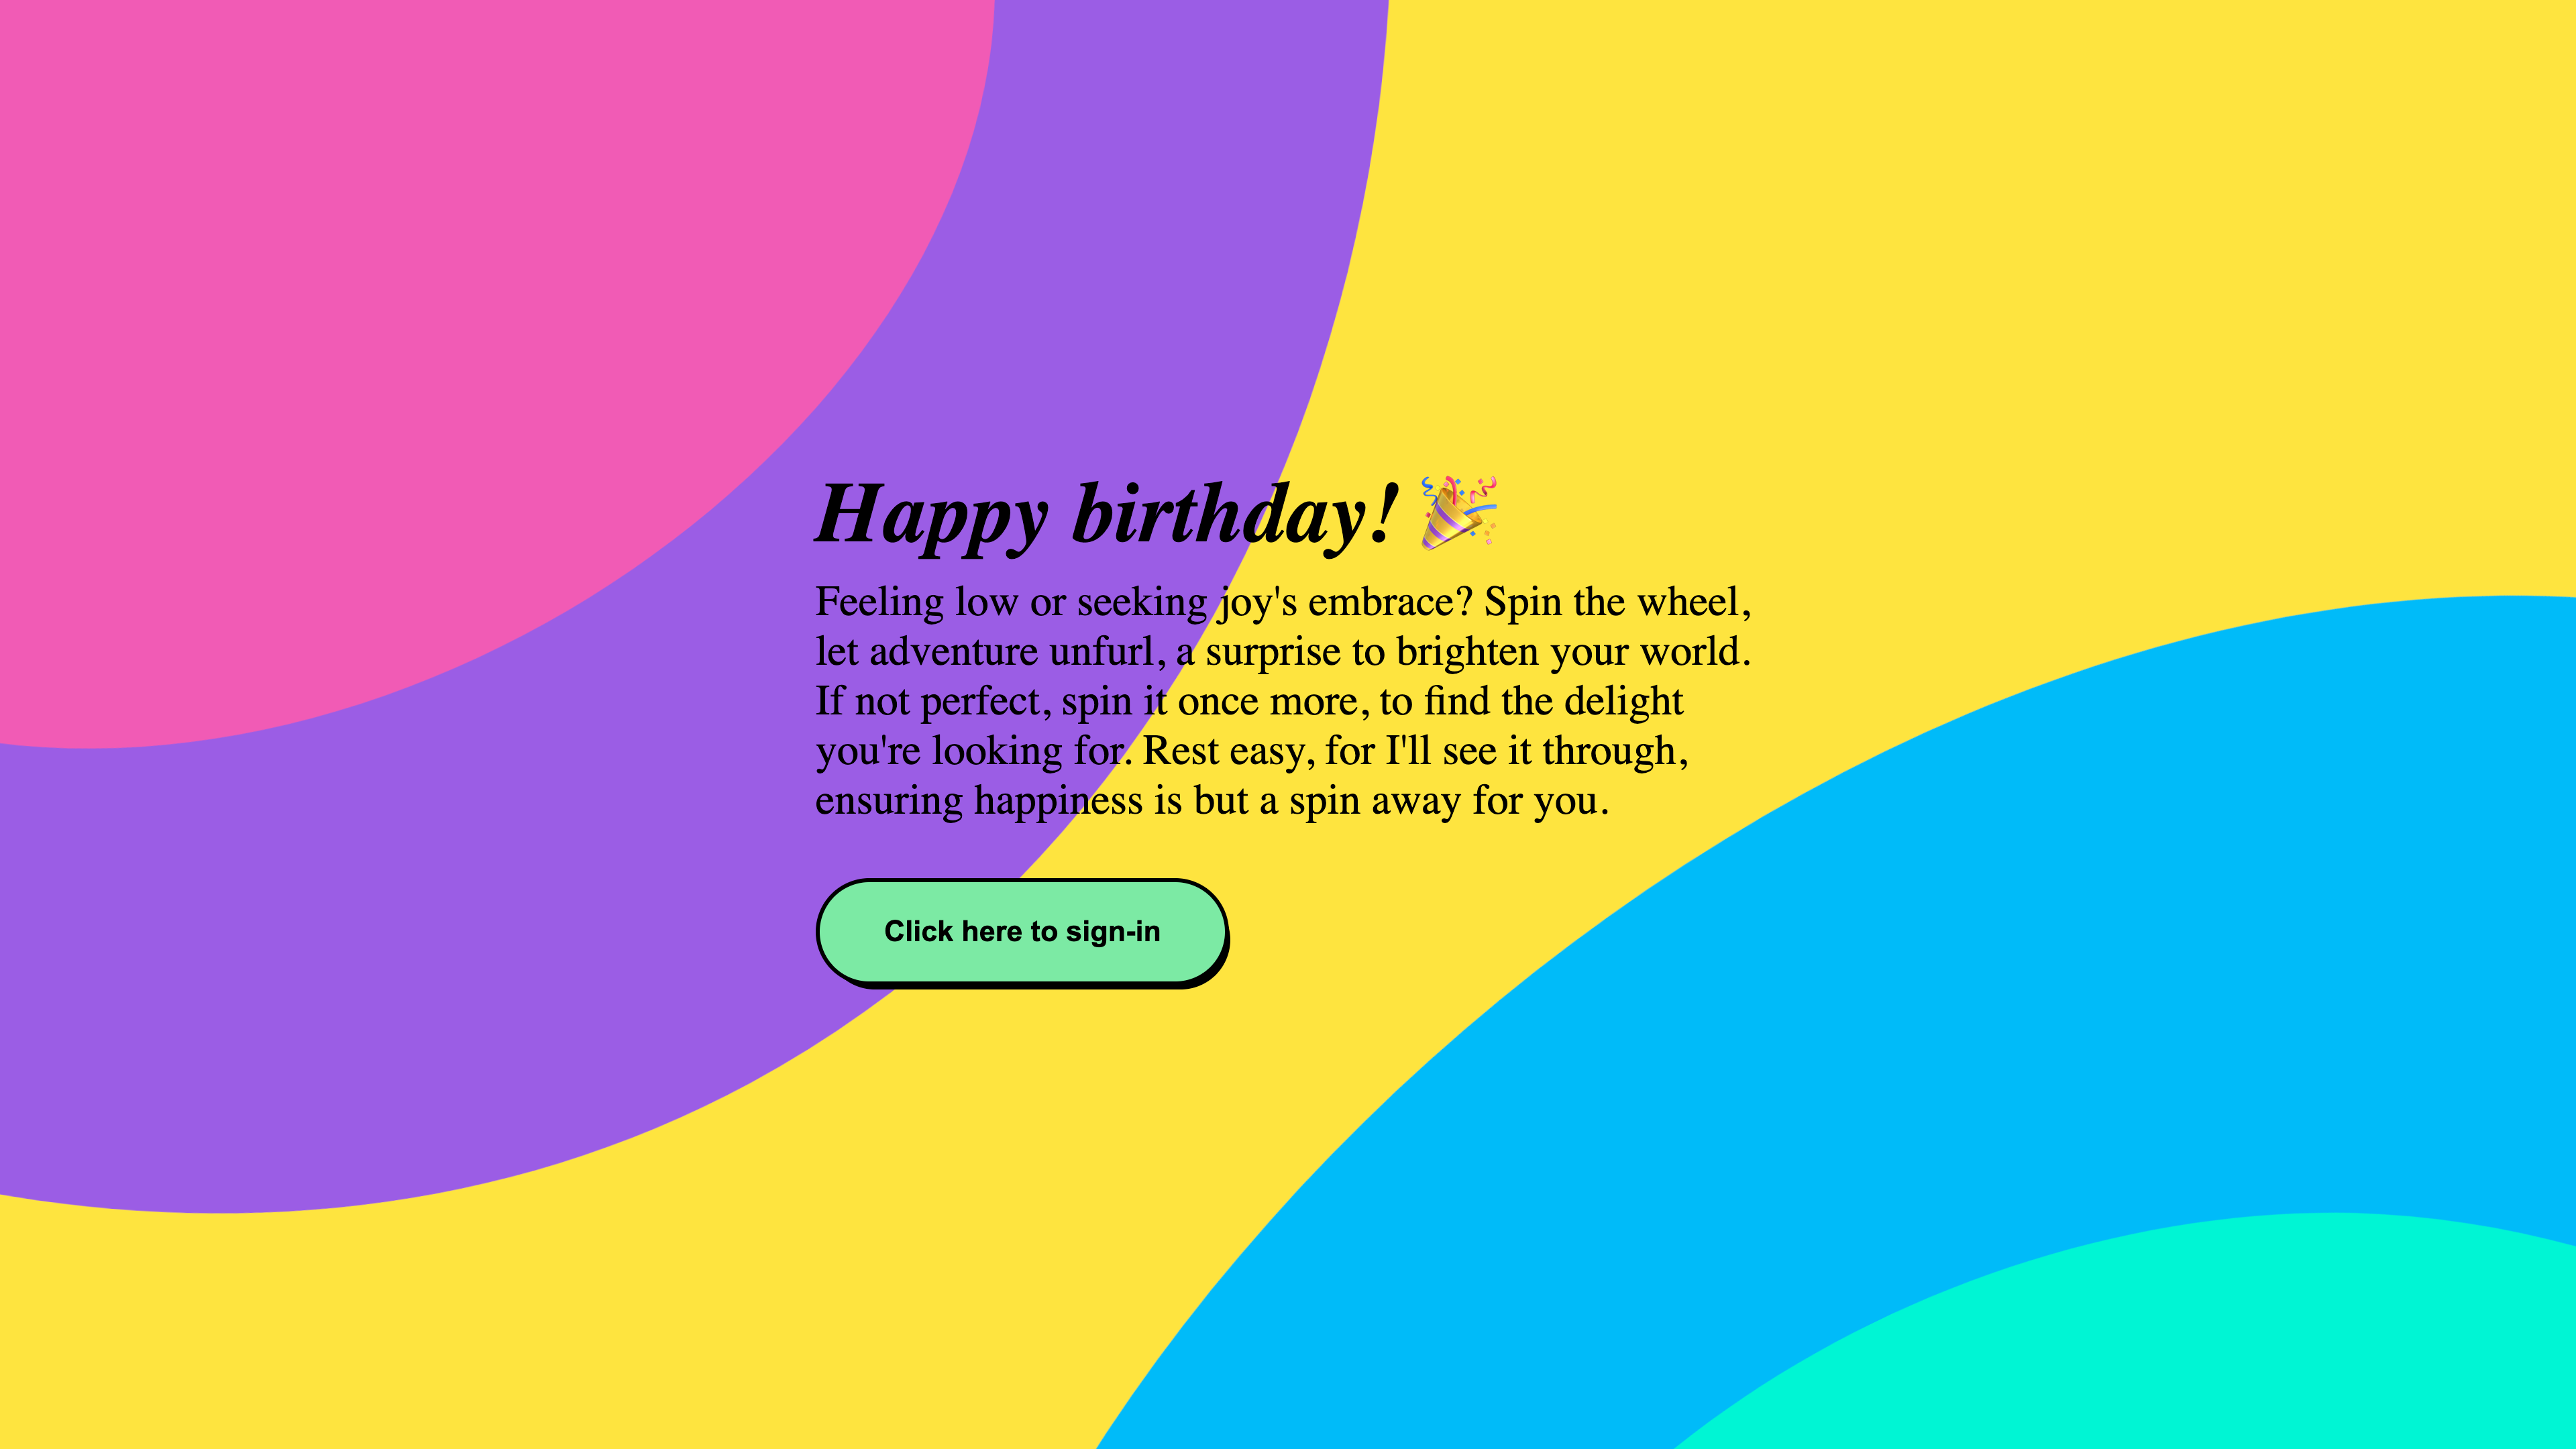 Happy birthday! 🎉
Feeling low or seeking joy's embrace? Spin the wheel,
let adventure unfurl, a surprise to brighten your world.
If not perfect, spin it once more, to find the delight
you're looking for. Rest easy, for I'll see it through,
ensuring happiness is but a spin away for you.
Click here to sign-in